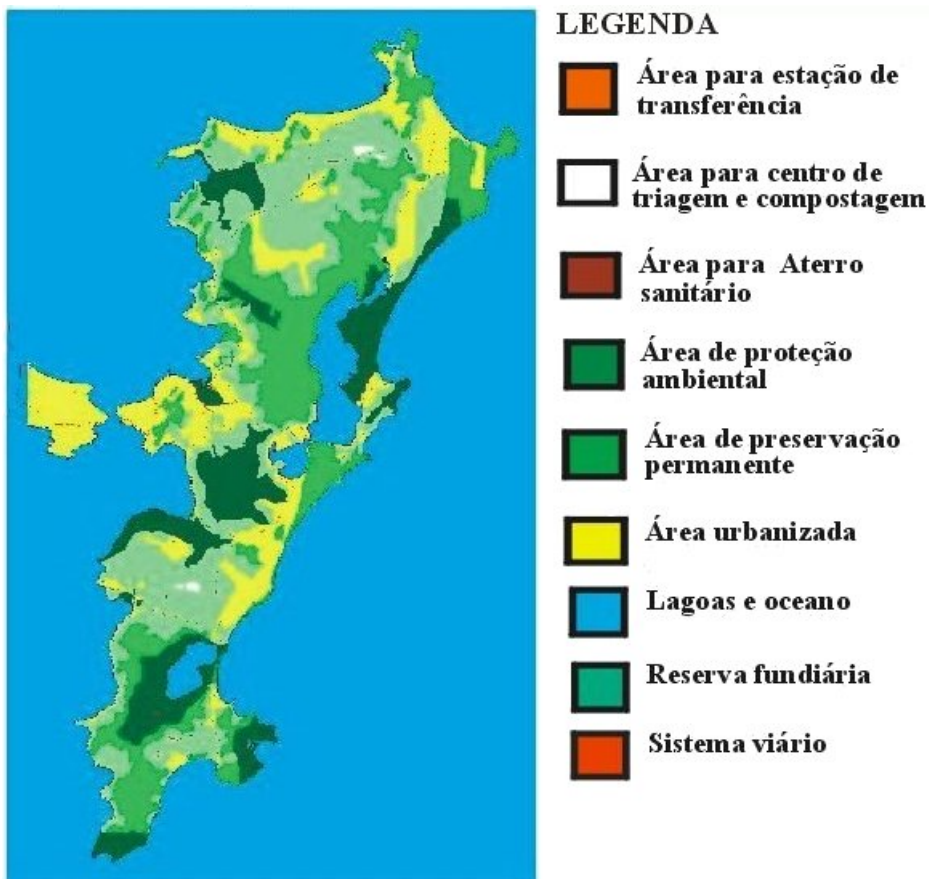 LEGENDA
Área para estação de
transferência
Área para centro de
triagem e compostagem
Área para Aterro
sanitário
Área de proteção
ambiental
Área de preservação
permanente
Área urbanizada
Lagoas e oceano
Reserva fundiária
Sistema viário